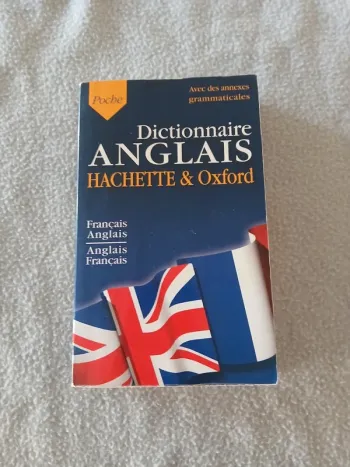 Poche
Avec des annexes
grammaticales
Dictionnaire
ANGLAIS
HACHETTE & Oxford
Français
Anglais
Anglais
Français